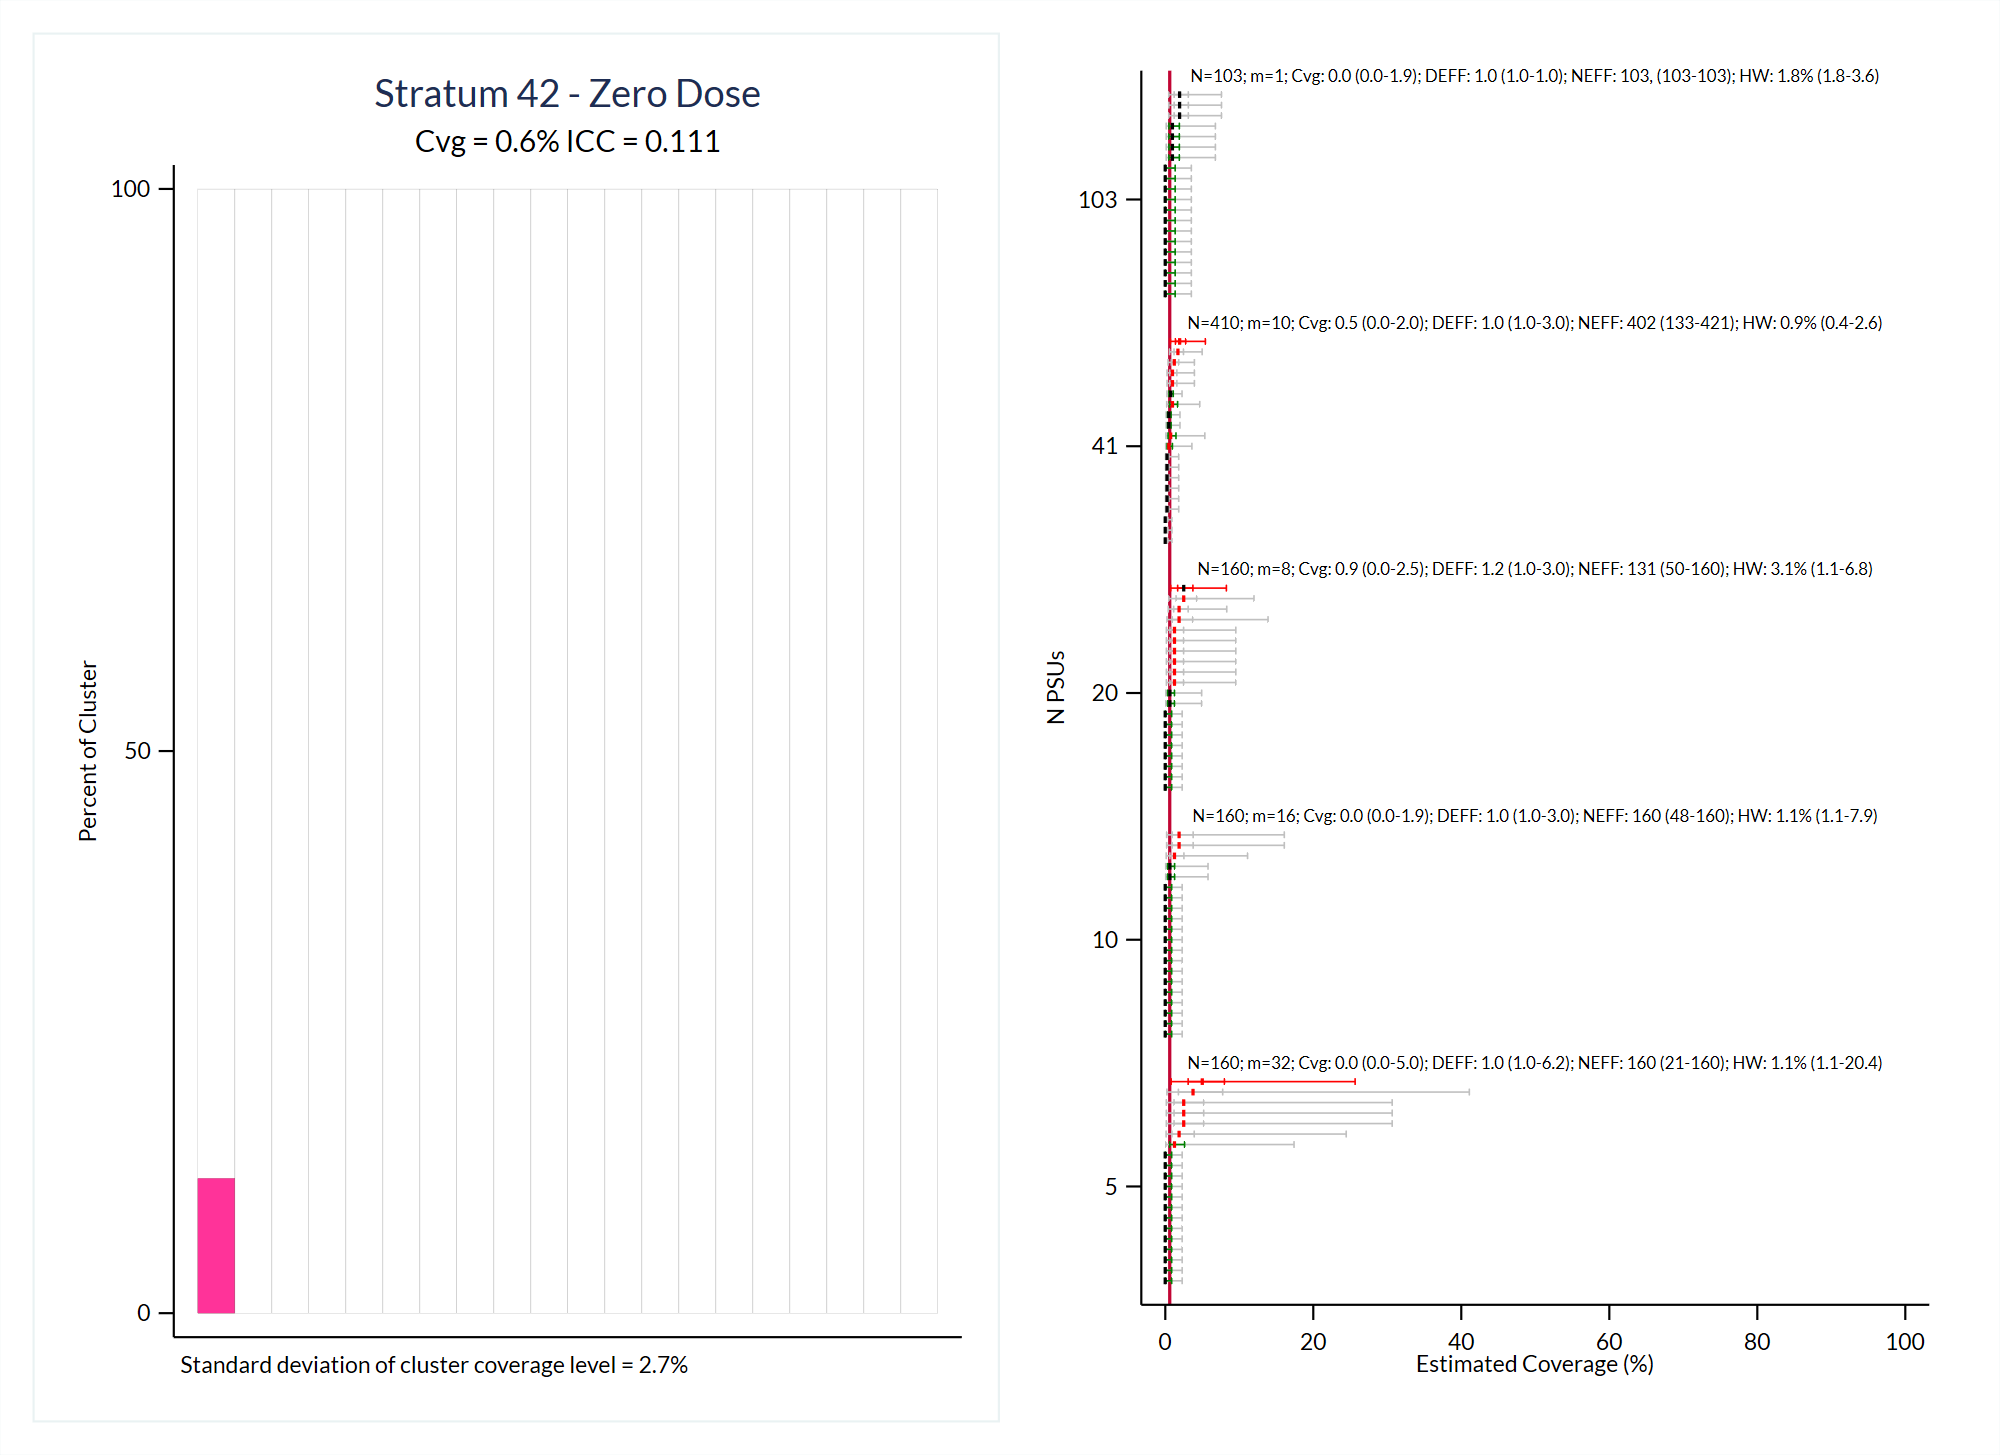 Stratum 42 - Zero Dose
Cvg = 0.6% ICC = 0.111
100
50
0
Percent of Cluster
Standard deviation of cluster coverage level = 2.7%
N=103; m=1; Cvg: 0.0 (0.0-1.9); DEFF: 1.0 (1.0-1.0); NEFF: 103, (103-103); HW: 1.8% (1.8-3.6)
103
N=410; m=10; Cvg: 0.5 (0.0-2.0); DEFF: 1.0 (1.0-3.0); NEFF: 402 (133-421); HW: 0.9% (0.4-2.6)
41
N=160; m=8; Cvg: 0.9 (0.0-2.5); DEFF: 1.2 (1.0-3.0); NEFF: 131 (50-160); HW: 3.1% (1.1-6.8)
N PSUs
20
N=160; m=16; Cvg: 0.0 (0.0-1.9); DEFF: 1.0 (1.0-3.0); NEFF: 160 (48-160); HW: 1.1% (1.1-7.9)
10
N=160; m=32; Cvg: 0.0 (0.0-5.0); DEFF: 1.0 (1.0-6.2); NEFF: 160 (21-160); HW: 1.1% (1.1-20.4)
5
0 20 40 60 80 100
Estimated Coverage (%)